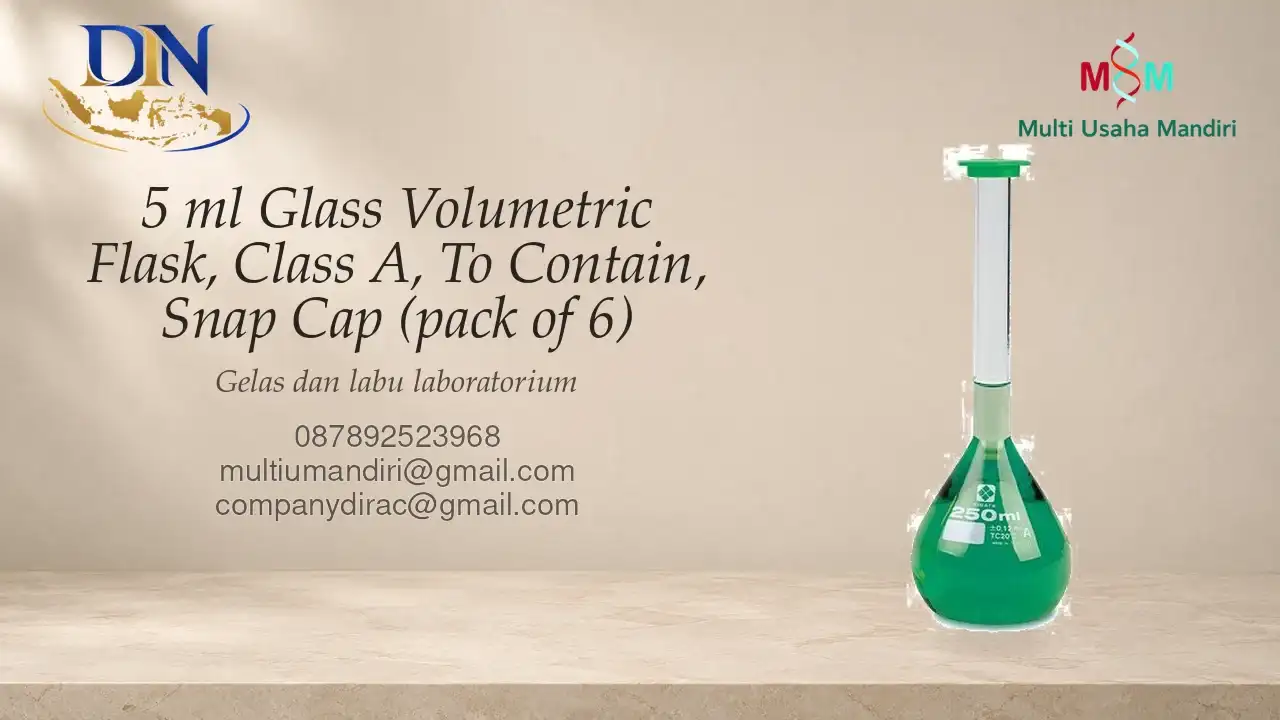 DIN
M M
Multi Usaha Mandiri
5 ml Glass Volumetric
Flask, Class A, To Contain,
Snap Cap (pack of 6)
Gelas dan labu laboratorium
087892523968
multiumandiri@gmail.com
companydirac@gmail.com
250ml
A
TC20°C